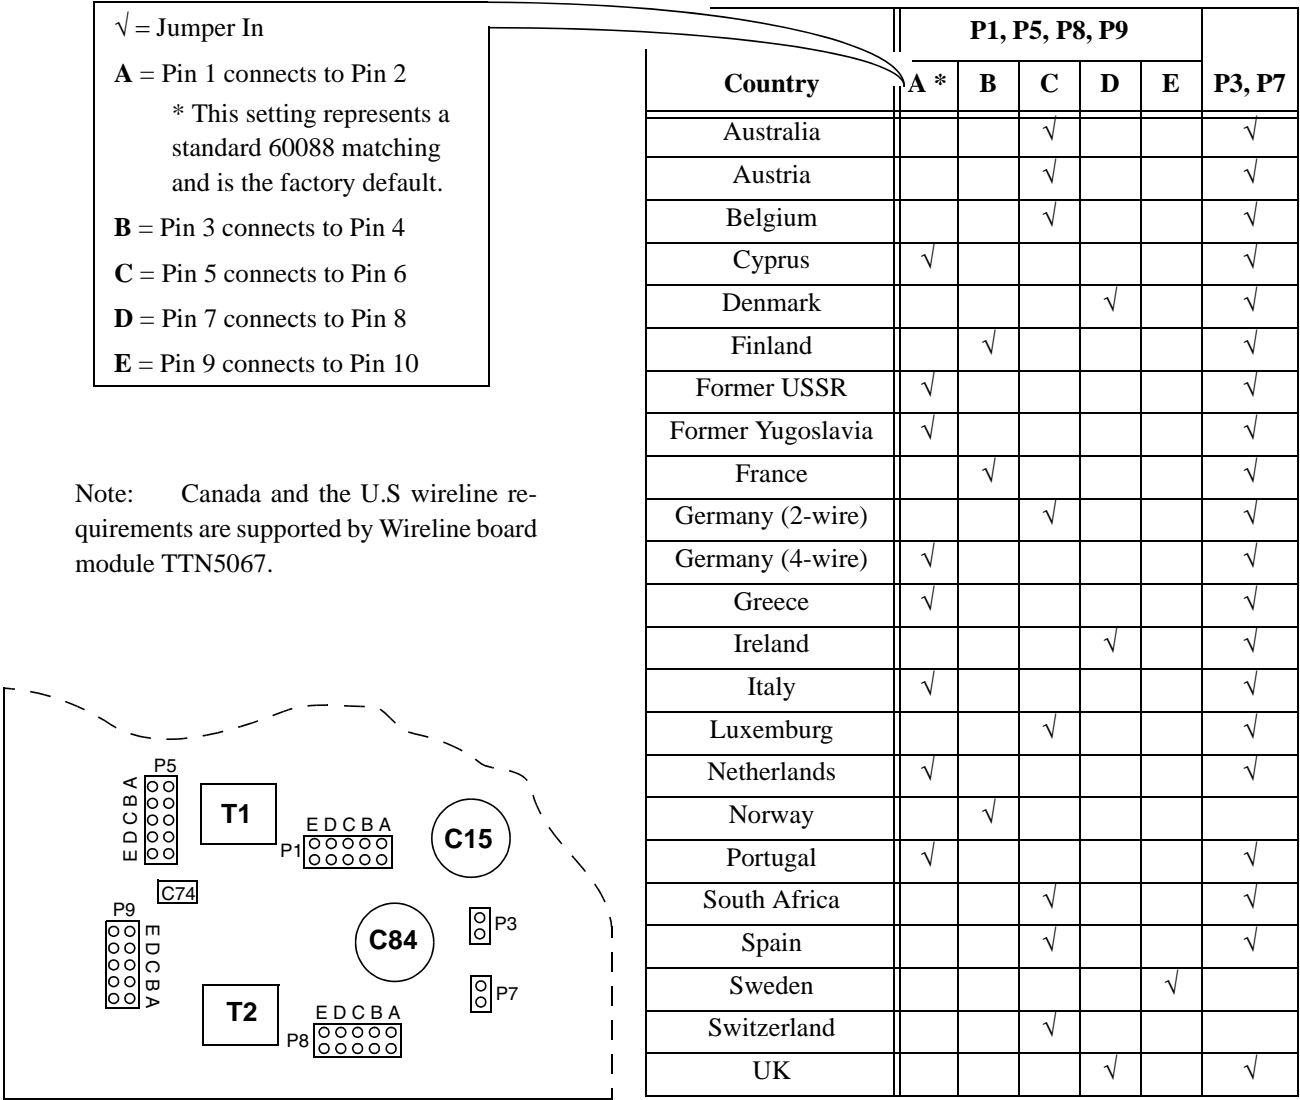 √ = Jumper In
A = Pin 1 connects to Pin 2
* This setting represents a
standard 60088 matching
and is the factory default.
B = Pin 3 connects to Pin 4
C = Pin 5 connects to Pin 6
D = Pin 7 connects to Pin 8
E = Pin 9 connects to Pin 10
Note: Canada and the U.S wireline re-
quirements are supported by Wireline board
module TTN5067.
P1, P5, P8, P9
Country A * B C D E P3, P7
Australia √ √
Austria √ √
Belgium √ √
Cyprus √ √
Denmark √ √
Finland √ √
Former USSR √ √
Former Yugoslavia √ √
France √ √
Germany (2-wire) √ √
Germany (4-wire) √ √
Greece √ √
Ireland √ √
Italy √ √
Luxemburg √ √
Netherlands √ √
Norway √
Portugal √ √
South Africa √ √
Spain √ √
Sweden √
Switzerland √
UK √ √
P5
E D C B A
T1
E D C B A
P1
C15
C74
P9
E D C B A
C84
P3
P7
T2
E D C B A
P8